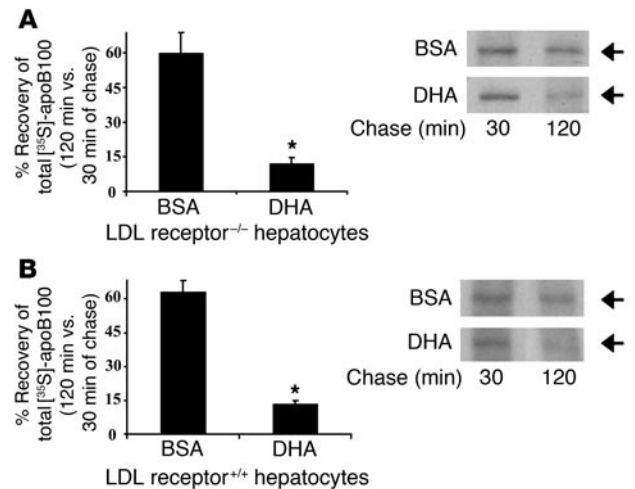 A
% Recovery of
total [³⁵S]-apoB100
(120 min vs.
30 min of chase)
60
45
30
15
*
BSA
DHA
LDL receptor⁻/⁻ hepatocytes
BSA
DHA
Chase (min)
30
120
B
% Recovery of
total [³⁵S]-apoB100
(120 min vs.
30 min of chase)
60
45
30
15
0
*
BSA
DHA
LDL receptor⁺/⁺ hepatocytes
BSA
DHA
Chase (min)
30
120